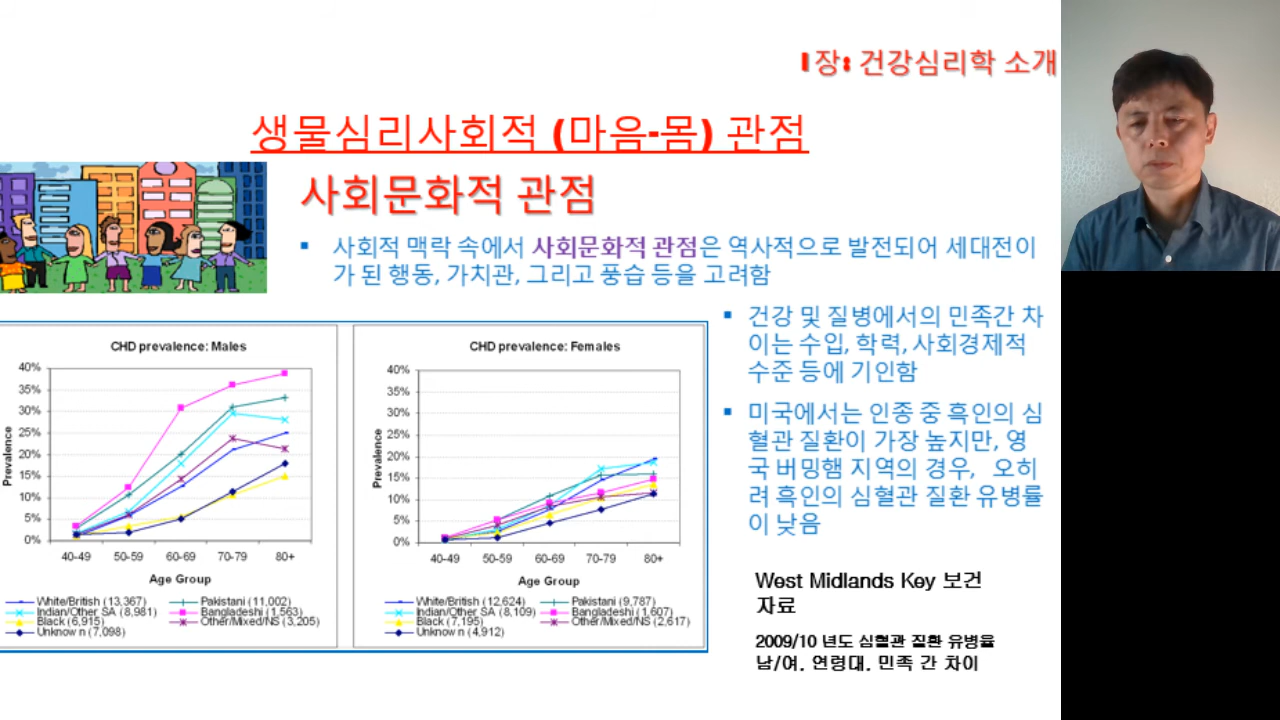 1장: 건강심리학 소개
생물심리사회적 (마음-몸) 관점
사회문화적 관점
▪ 사회적 맥락 속에서 사회문화적 관점은 역사적으로 발전되어 세대전이
가 된 행동, 가치관, 그리고 풍습 등을 고려함
▪ 건강 및 질병에서의 민족간 차
이는 수입, 학력, 사회경제적
수준 등에 기인함
▪ 미국에서는 인종 중 흑인의 심
혈관 질환이 가장 높지만, 영
국 버밍햄 지역의 경우, 오히
려 흑인의 심혈관 질환 유병률
이 낮음
West Midlands Key 보건
자료
2009/10 년도 심혈관 질환 유병율
남/여, 연령대, 민족 간 차이
CHD prevalence: Males
40%
35%
30%
25%
20%
15%
10%
5%
0%
Prevalence
40-49 50-59 60-69 70-79 80+
Age Group
White/British (13,367) Pakistani (11,002)
Indian/Other SA (8,981) Bangladeshi (1,563)
Black (6,915) Other/Mixed/NS (3,205)
Unknow n (7,098)
CHD prevalence: Females
40%
35%
30%
25%
20%
15%
10%
5%
0%
Prevalence
40-49 50-59 60-69 70-79 80+
Age Group
White/British (12,624) Pakistani (9,787)
Indian/Other SA (8,109) Bangladeshi (1,607)
Black (7,195) Other/Mixed/NS (2,617)
Unknow n (4,912)